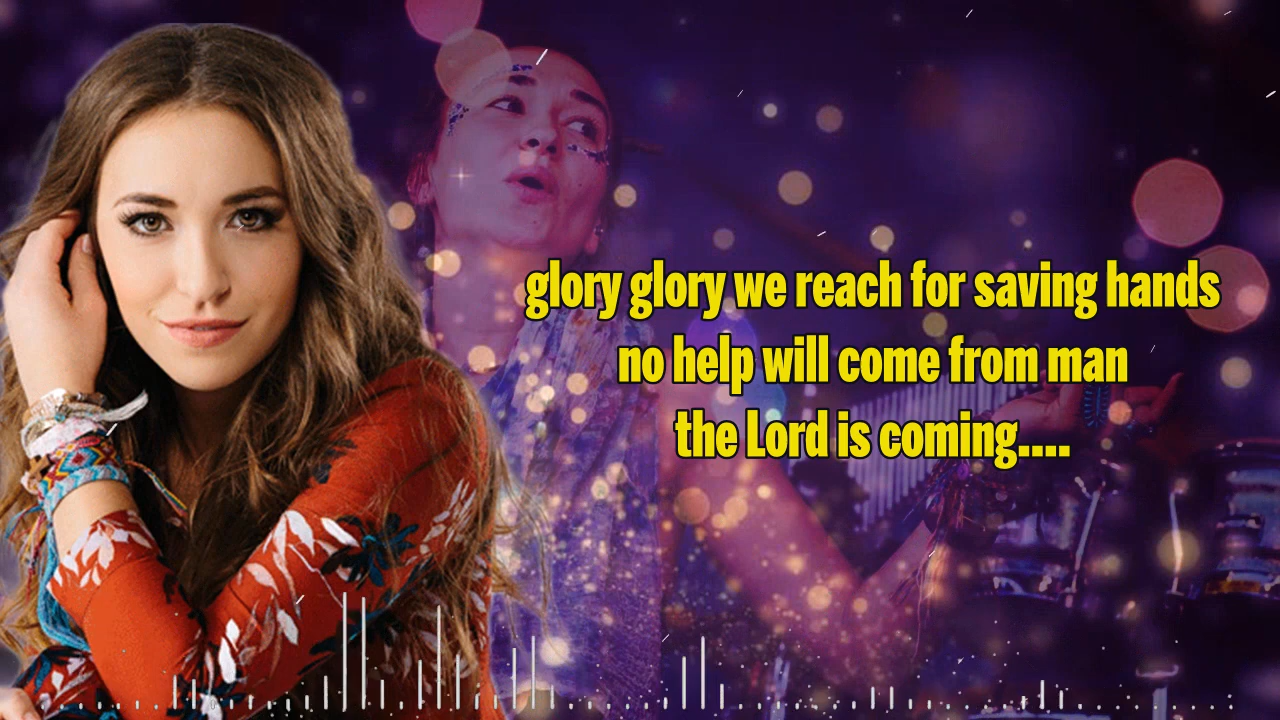 glory glory we reach for saving hands
no help will come from man
the Lord is coming....